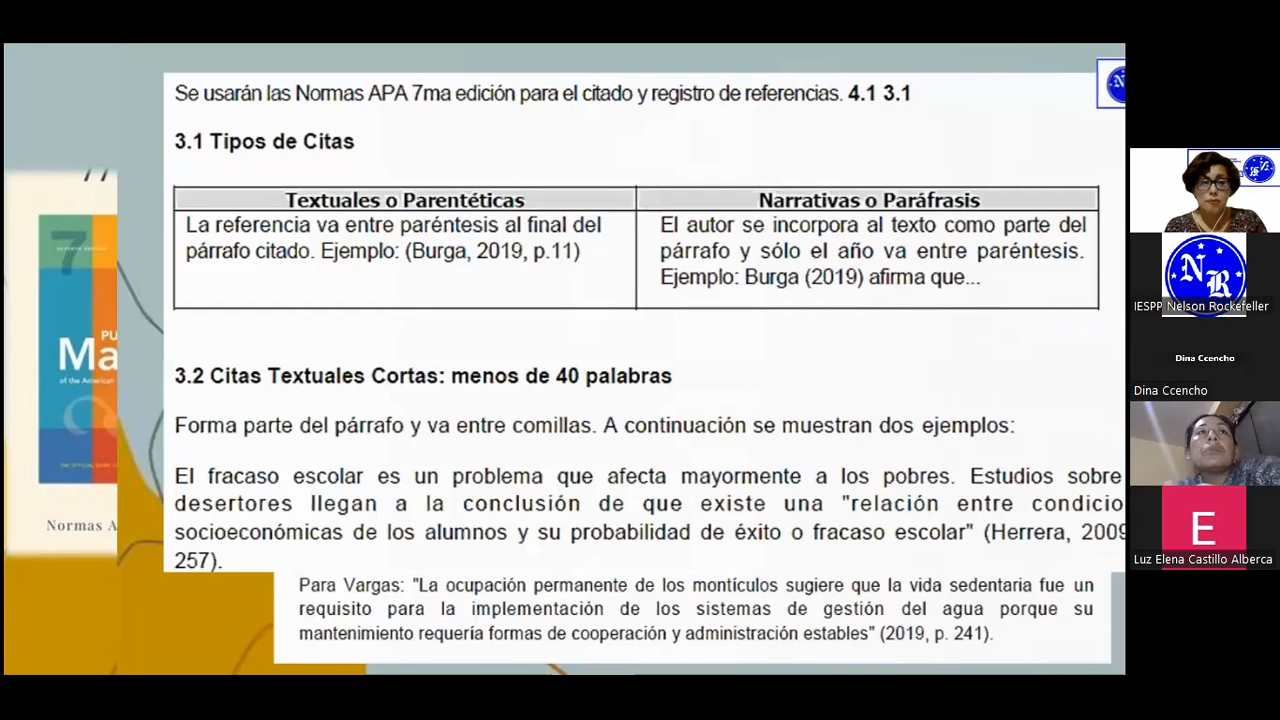 Se usarán las Normas APA 7ma edición para el citado y registro de referencias. 4.1 3.1
3.1 Tipos de Citas
Textuales o Parentéticas
La referencia va entre paréntesis al final del
párrafo citado. Ejemplo: (Burga, 2019, p.11)
Narrativas o Paráfrasis
El autor se incorpora al texto como parte del
párrafo y sólo el año va entre paréntesis.
Ejemplo: Burga (2019) afirma que...
3.2 Citas Textuales Cortas: menos de 40 palabras
Forma parte del párrafo y va entre comillas. A continuación se muestran dos ejemplos:
El fracaso escolar es un problema que afecta mayormente a los pobres. Estudios sobre
desertores llegan a la conclusión de que existe una "relación entre condicio
socioeconómicas de los alumnos y su probabilidad de éxito o fracaso escolar" (Herrera, 2009
257).
Para Vargas: "La ocupación permanente de los montículos sugiere que la vida sedentaria fue un
requisito para la implementación de los sistemas de gestión del agua porque su
mantenimiento requería formas de cooperación y administración estables" (2019, p. 241).
7
PU
Ma
of the American
Normas A
N
N R
IESPP Nelson Rockefeller
Dina Ccencho
Dina Ccencho
E
Luz Elena Castillo Alberca